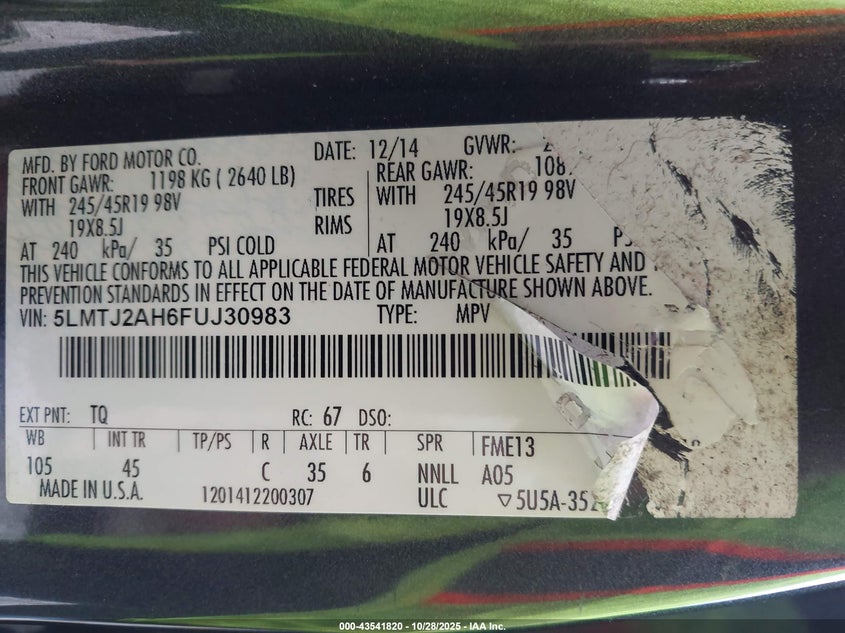 MFD. BY FORD MOTOR CO. DATE: 12/14 GVWR:
FRONT GAWR: 1198 KG ( 2640 LB) REAR GAWR: 108
WITH 245/45R19 98V TIRES WITH 245/45R19 98V
19X8.5J RIMS 19X8.5J
AT 240 kPa/ 35 PSI COLD AT 240 kPa/ 35
THIS VEHICLE CONFORMS TO ALL APPLICABLE FEDERAL MOTOR VEHICLE SAFETY AND
PREVENTION STANDARDS IN EFFECT ON THE DATE OF MANUFACTURE SHOWN ABOVE.
VIN: 5LMTJ2AH6FUJ30983 TYPE: MPV
EXT PNT: TQ RC: 67 DSO:
WB INT TR TP/PS R AXLE TR SPR FME13
105 45 C 35 6 NNLL A05
MADE IN U.S.A. 1201412200307 ULC ▽5U5A-35
000-43541820 - 10/28/2025 - IAA Inc.